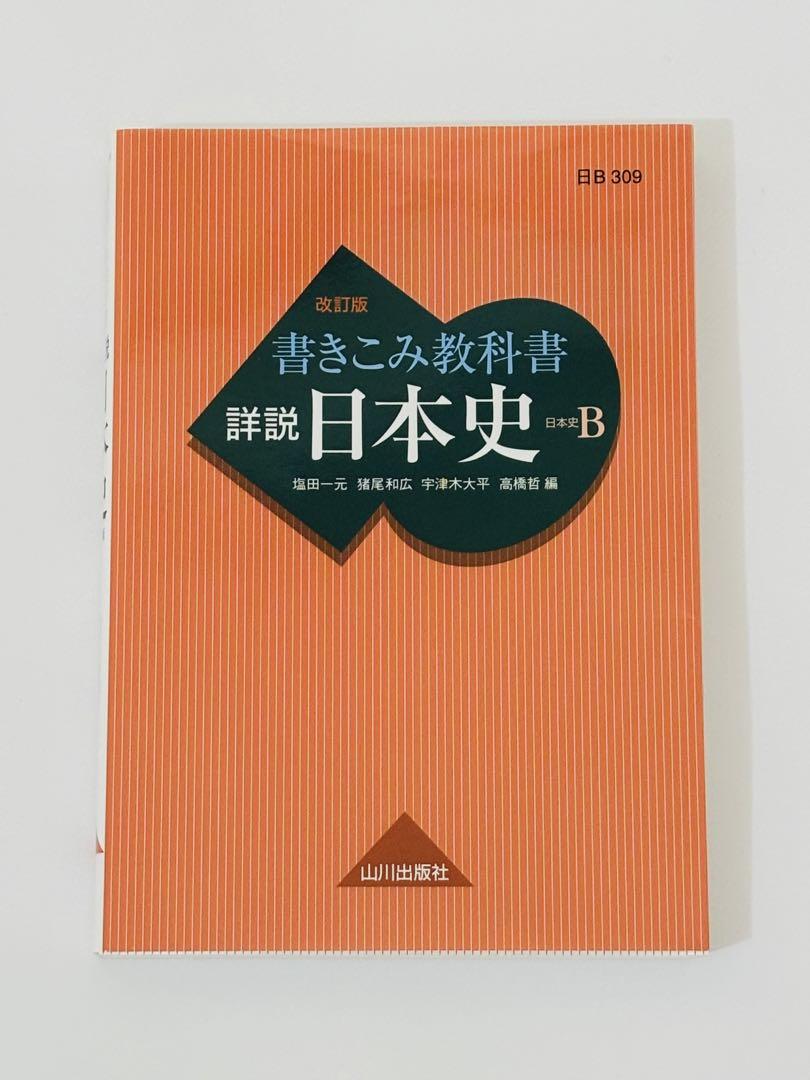 日B 309
改訂版
書きこみ教科書
詳説 日本史 日本史B
塩田一元 猪尾和広 宇津木大平 高橋哲 編
山川出版社